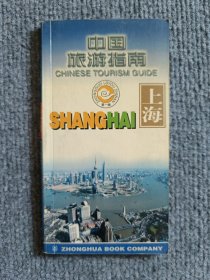 中国
旅游指南
CHINESE TOURISM GUIDE
SHANGHAI
上海
ZHONGHUA BOOK COMPANY